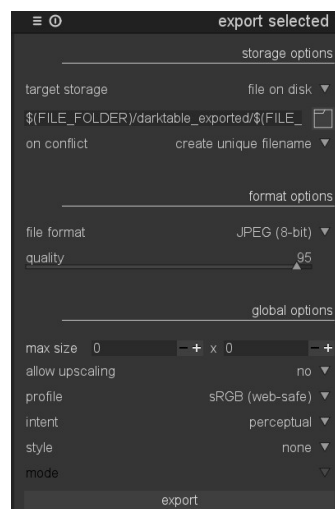 export selected
storage options
target storage file on disk
$(FILE_FOLDER)/darktable_exported/$(FILE_
on conflict create unique filename
format options
file format JPEG (8-bit)
quality 95
global options
max size 0 - + x 0 - +
allow upscaling no
profile sRGB (web-safe)
intent perceptual
style none
mode
export